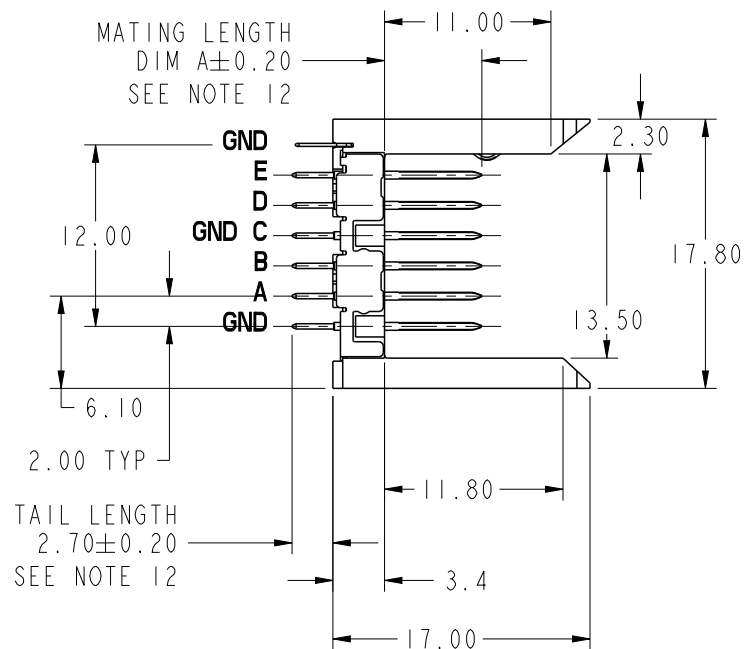 11.00
MATING LENGTH
DIM A±0.20
SEE NOTE 12
GND
2.30
E
D
12.00
GND C
17.80
B
A
13.50
GND
6.10
2.00 TYP
11.80
TAIL LENGTH
2.70±0.20
SEE NOTE 12
3.4
17.00